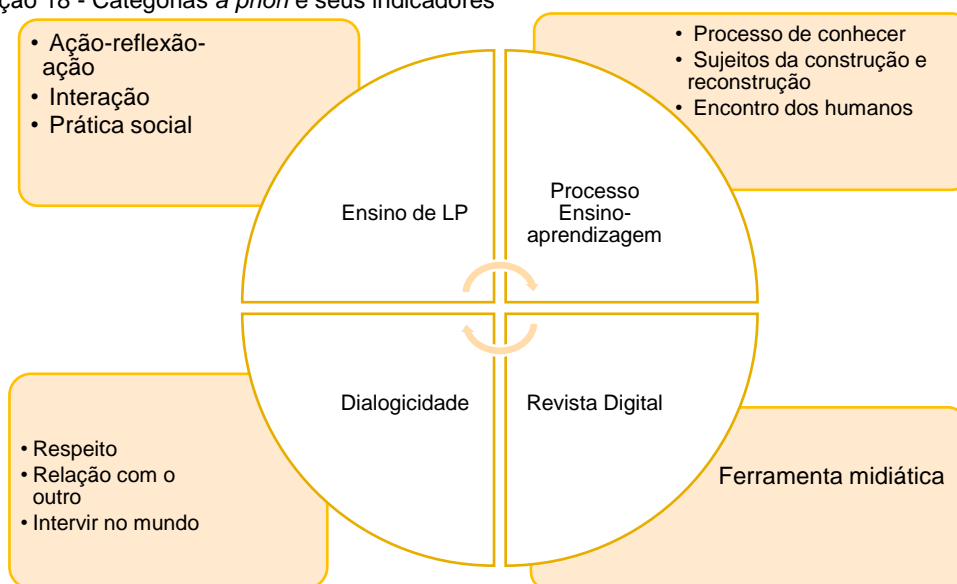 ção 18 - Categorias a priori e seus indicadores
• Ação-reflexão-
ação
• Interação
• Prática social
• Processo de conhecer
• Sujeitos da construção e
reconstrução
• Encontro dos humanos
Ensino de LP
Processo
Ensino-
aprendizagem
Dialogicidade
Revista Digital
• Respeito
• Relação com o
outro
• Intervir no mundo
Ferramenta midiática